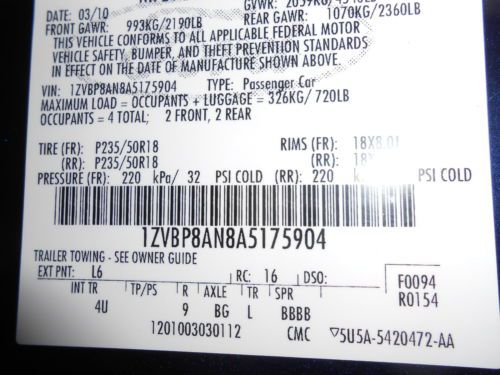 DATE: 03/10
GVWR: 2059KG/4540LB
FRONT GAWR: 993KG/2190LB
REAR GAWR: 1070KG/2360LB
THIS VEHICLE CONFORMS TO ALL APPLICABLE FEDERAL MOTOR
VEHICLE SAFETY, BUMPER, AND THEFT PREVENTION STANDARDS
IN EFFECT ON THE DATE OF MANUFACTURE SHOWN ABOVE.
VIN: 1ZVBP8AN8A5175904 TYPE: Passenger Car
MAXIMUM LOAD = OCCUPANTS + LUGGAGE = 326KG/ 720LB
OCCUPANTS = 4 TOTAL; 2 FRONT, 2 REAR
TIRE (FR): P235/50R18 RIMS (FR): 18X8.0J
(RR): P235/50R18 (RR):
PRESSURE (FR): 220 kPa/ 32 PSI COLD (RR): 220 PSI COLD
1ZVBP8AN8A5175904
TRAILER TOWING - SEE OWNER GUIDE
EXT PNT: L6 RC: 16 DSO:
F0094
R0154
INT TR TP/PS R AXLE TR SPR
4U 9 BG L BBBB
1201003030112 CMC ▽5U5A-5420472-AA